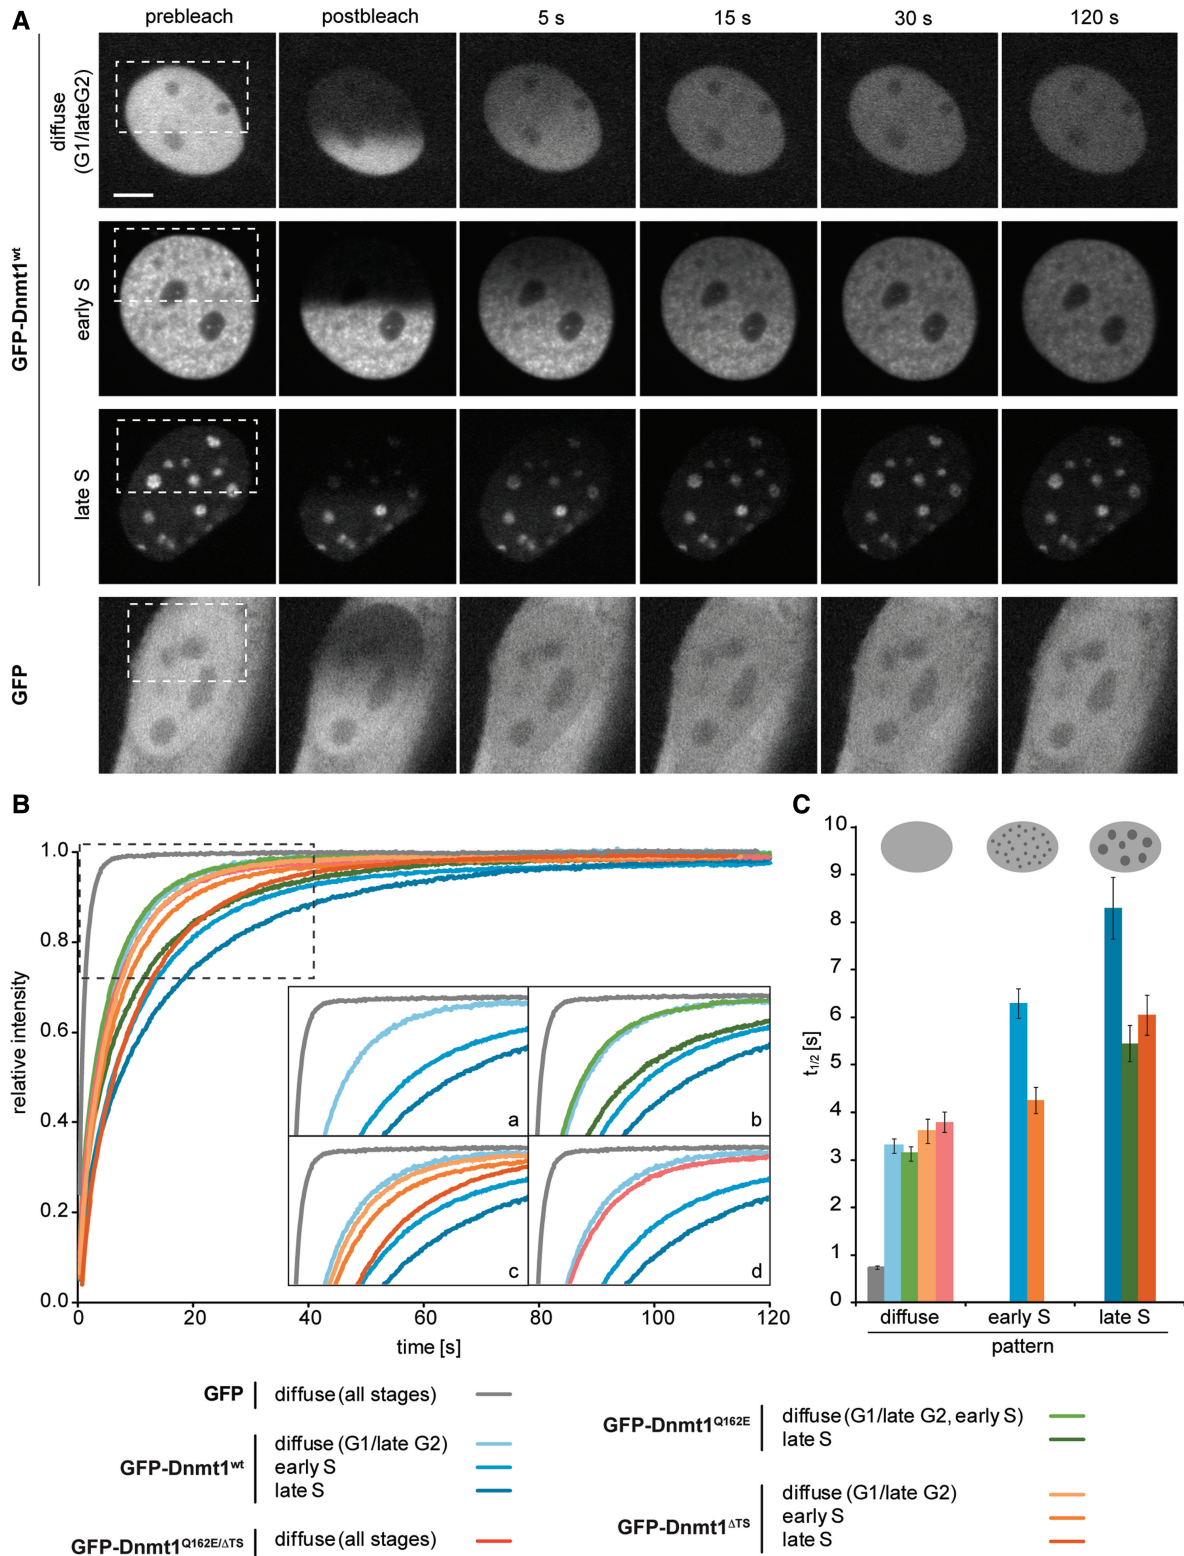 A
prebleach postbleach 5 s 15 s 30 s 120 s
GFP-Dnmt1wt
diffuse
(G1/lateG2)
early S
late S
GFP
B
relative intensity
1.0
0.8
0.6
0.4
0.2
0.0
a
b
c
d
0 20 40 60 80 100 120
time [s]
C
t1/2 [s]
10
9
8
7
6
5
4
3
2
1
0
diffuse early S late S
pattern
GFP
diffuse (all stages)
GFP-Dnmt1wt
diffuse (G1/late G2)
early S
late S
GFP-Dnmt1Q162E/ΔTS
diffuse (all stages)
GFP-Dnmt1Q162E
diffuse (G1/late G2, early S)
late S
GFP-Dnmt1ΔTS
diffuse (G1/late G2)
early S
late S